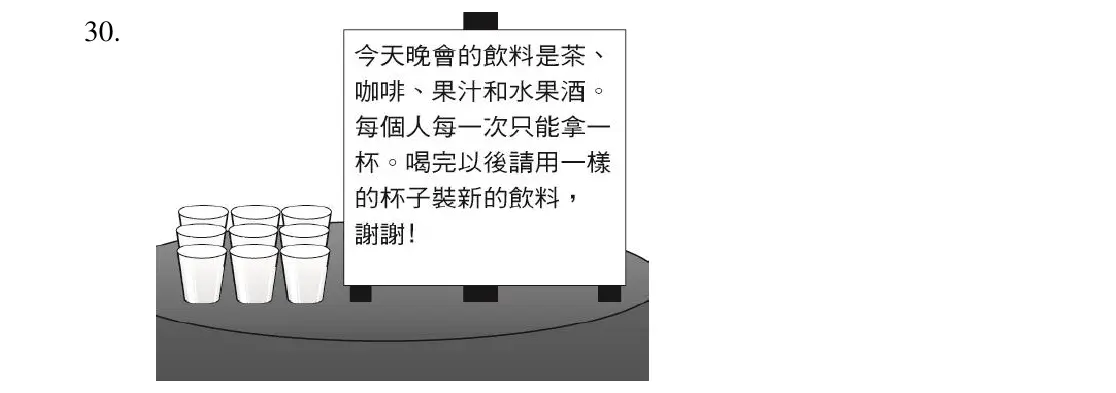 30.
今天晚會的飲料是茶、
咖啡、果汁和水果酒。
每個人每一次只能拿一
杯。喝完以後請用一樣
的杯子裝新的飲料，
謝謝!